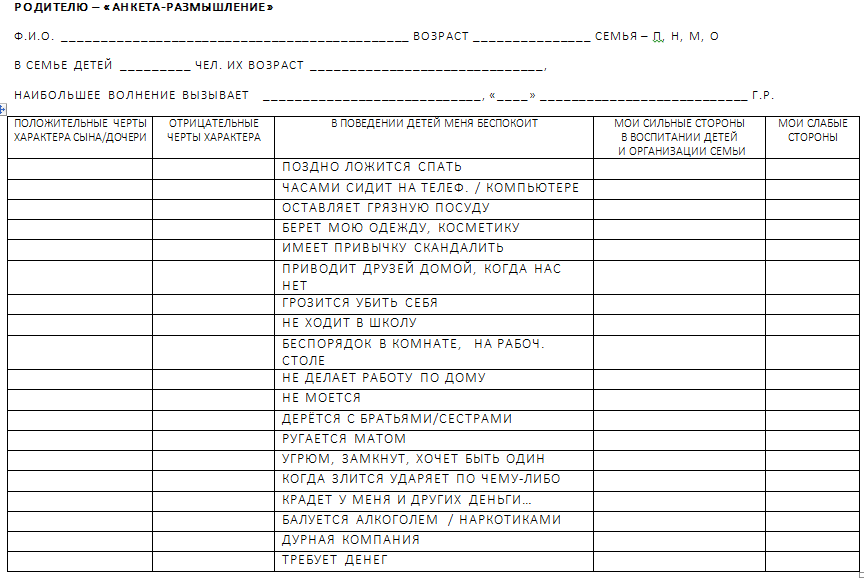 РОДИТЕЛЮ – «АНКЕТА-РАЗМЫШЛЕНИЕ»
Ф.И.О. ___________________________________________ ВОЗРАСТ _______________ СЕМЬЯ – П, Н, М, О
В СЕМЬЕ ДЕТЕЙ _________ ЧЕЛ. ИХ ВОЗРАСТ _____________________________,
НАИБОЛЬШЕЕ ВОЛНЕНИЕ ВЫЗЫВАЕТ ___________________________, «____» __________________________ Г.Р.
ПОЛОЖИТЕЛЬНЫЕ ЧЕРТЫ
ХАРАКТЕРА СЫНА/ДОЧЕРИ
ОТРИЦАТЕЛЬНЫЕ
ЧЕРТЫ ХАРАКТЕРА
В ПОВЕДЕНИИ ДЕТЕЙ МЕНЯ БЕСПОКОИТ
МОИ СИЛЬНЫЕ СТОРОНЫ
В ВОСПИТАНИИ ДЕТЕЙ
И ОРГАНИЗАЦИИ СЕМЬИ
МОИ СЛАБЫЕ
СТОРОНЫ
ПОЗДНО ЛОЖИТСЯ СПАТЬ
ЧАСАМИ СИДИТ НА ТЕЛЕФ. / КОМПЬЮТЕРЕ
ОСТАВЛЯЕТ ГРЯЗНУЮ ПОСУДУ
БЕРЕТ МОЮ ОДЕЖДУ, КОСМЕТИКУ
ИМЕЕТ ПРИВЫЧКУ СКАНДАЛИТЬ
ПРИВОДИТ ДРУЗЕЙ ДОМОЙ, КОГДА НАС
НЕТ
ГРОЗИТСЯ УБИТЬ СЕБЯ
НЕ ХОДИТ В ШКОЛУ
БЕСПОРЯДОК В КОМНАТЕ, НА РАБОЧ.
СТОЛЕ
НЕ ДЕЛАЕТ РАБОТУ ПО ДОМУ
НЕ МОЕТСЯ
ДЕРЁТСЯ С БРАТЬЯМИ/СЕСТРАМИ
РУГАЕТСЯ МАТОМ
УГРЮМ, ЗАМКНУТ, ХОЧЕТ БЫТЬ ОДИН
КОГДА ЗЛИТСЯ УДАРЯЕТ ПО ЧЕМУ-ЛИБО
КРАДЕТ У МЕНЯ И ДРУГИХ ДЕНЬГИ…
БАЛУЕТСЯ АЛКОГОЛЕМ / НАРКОТИКАМИ
ДУРНАЯ КОМПАНИЯ
ТРЕБУЕТ ДЕНЕГ